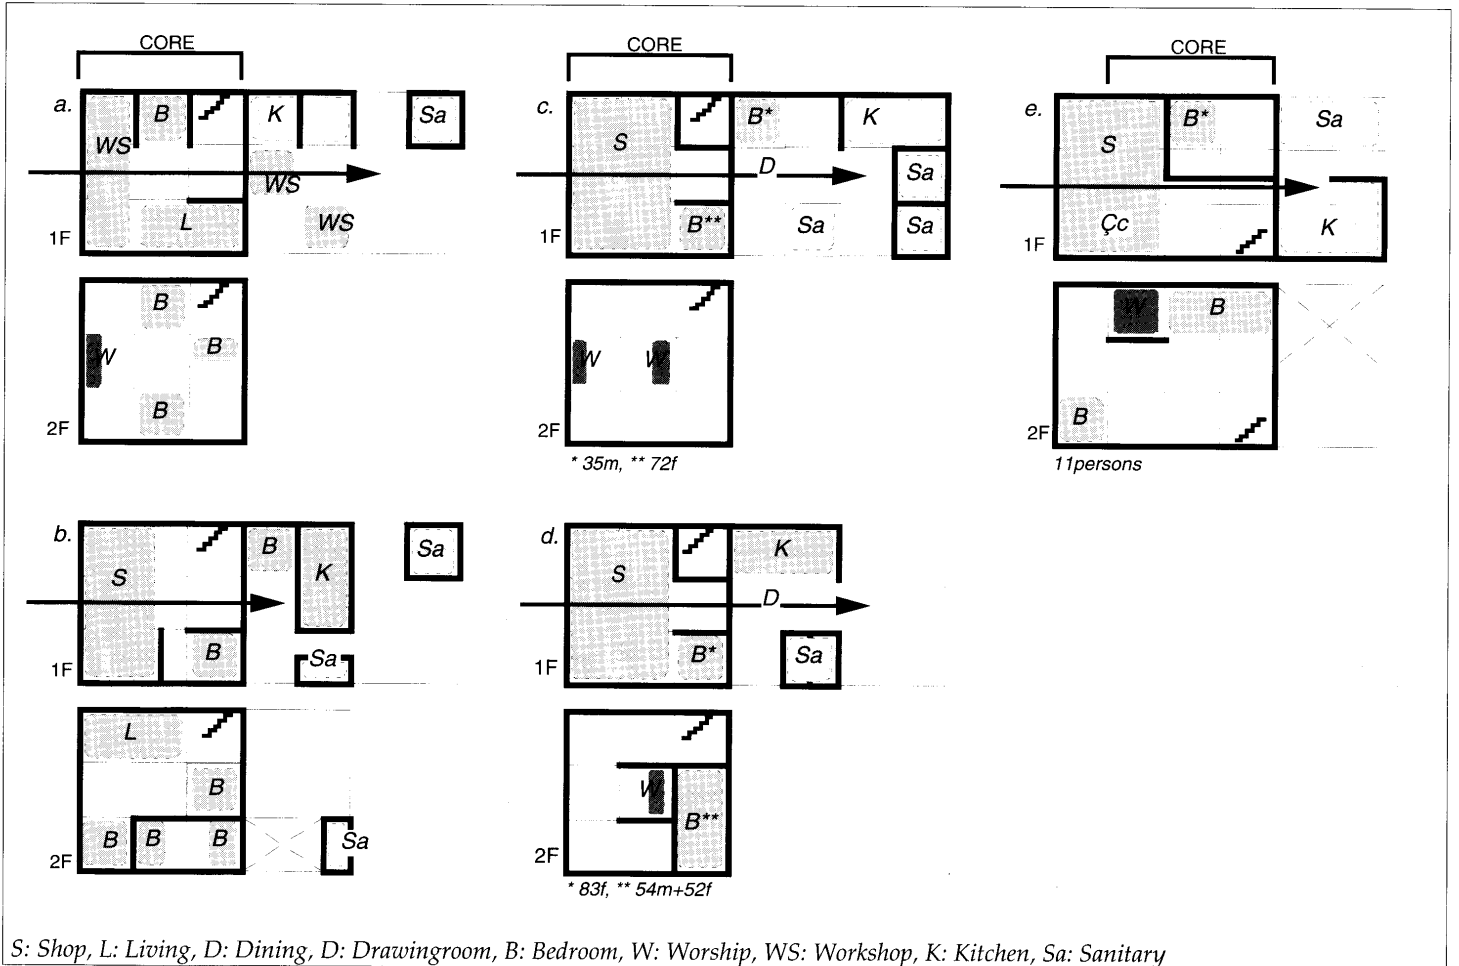 CORE
a.
B
K
Sa
WS
WS
L
WS
1F
B
B
W
B
2F
CORE
c.
B*
K
S
D
Sa
B**
Sa
Sa
1F
W
W
2F
* 35m, ** 72f
CORE
e.
B*
Sa
S
Çc
K
1F
W
B
B
2F
11persons
b.
B
Sa
S
K
B
Sa
1F
L
B
B
B
B
Sa
2F
d.
K
S
D
B*
Sa
1F
W
B**
2F
* 83f, ** 54m+52f
S: Shop, L: Living, D: Dining, D: Drawingroom, B: Bedroom, W: Worship, WS: Workshop, K: Kitchen, Sa: Sanitary